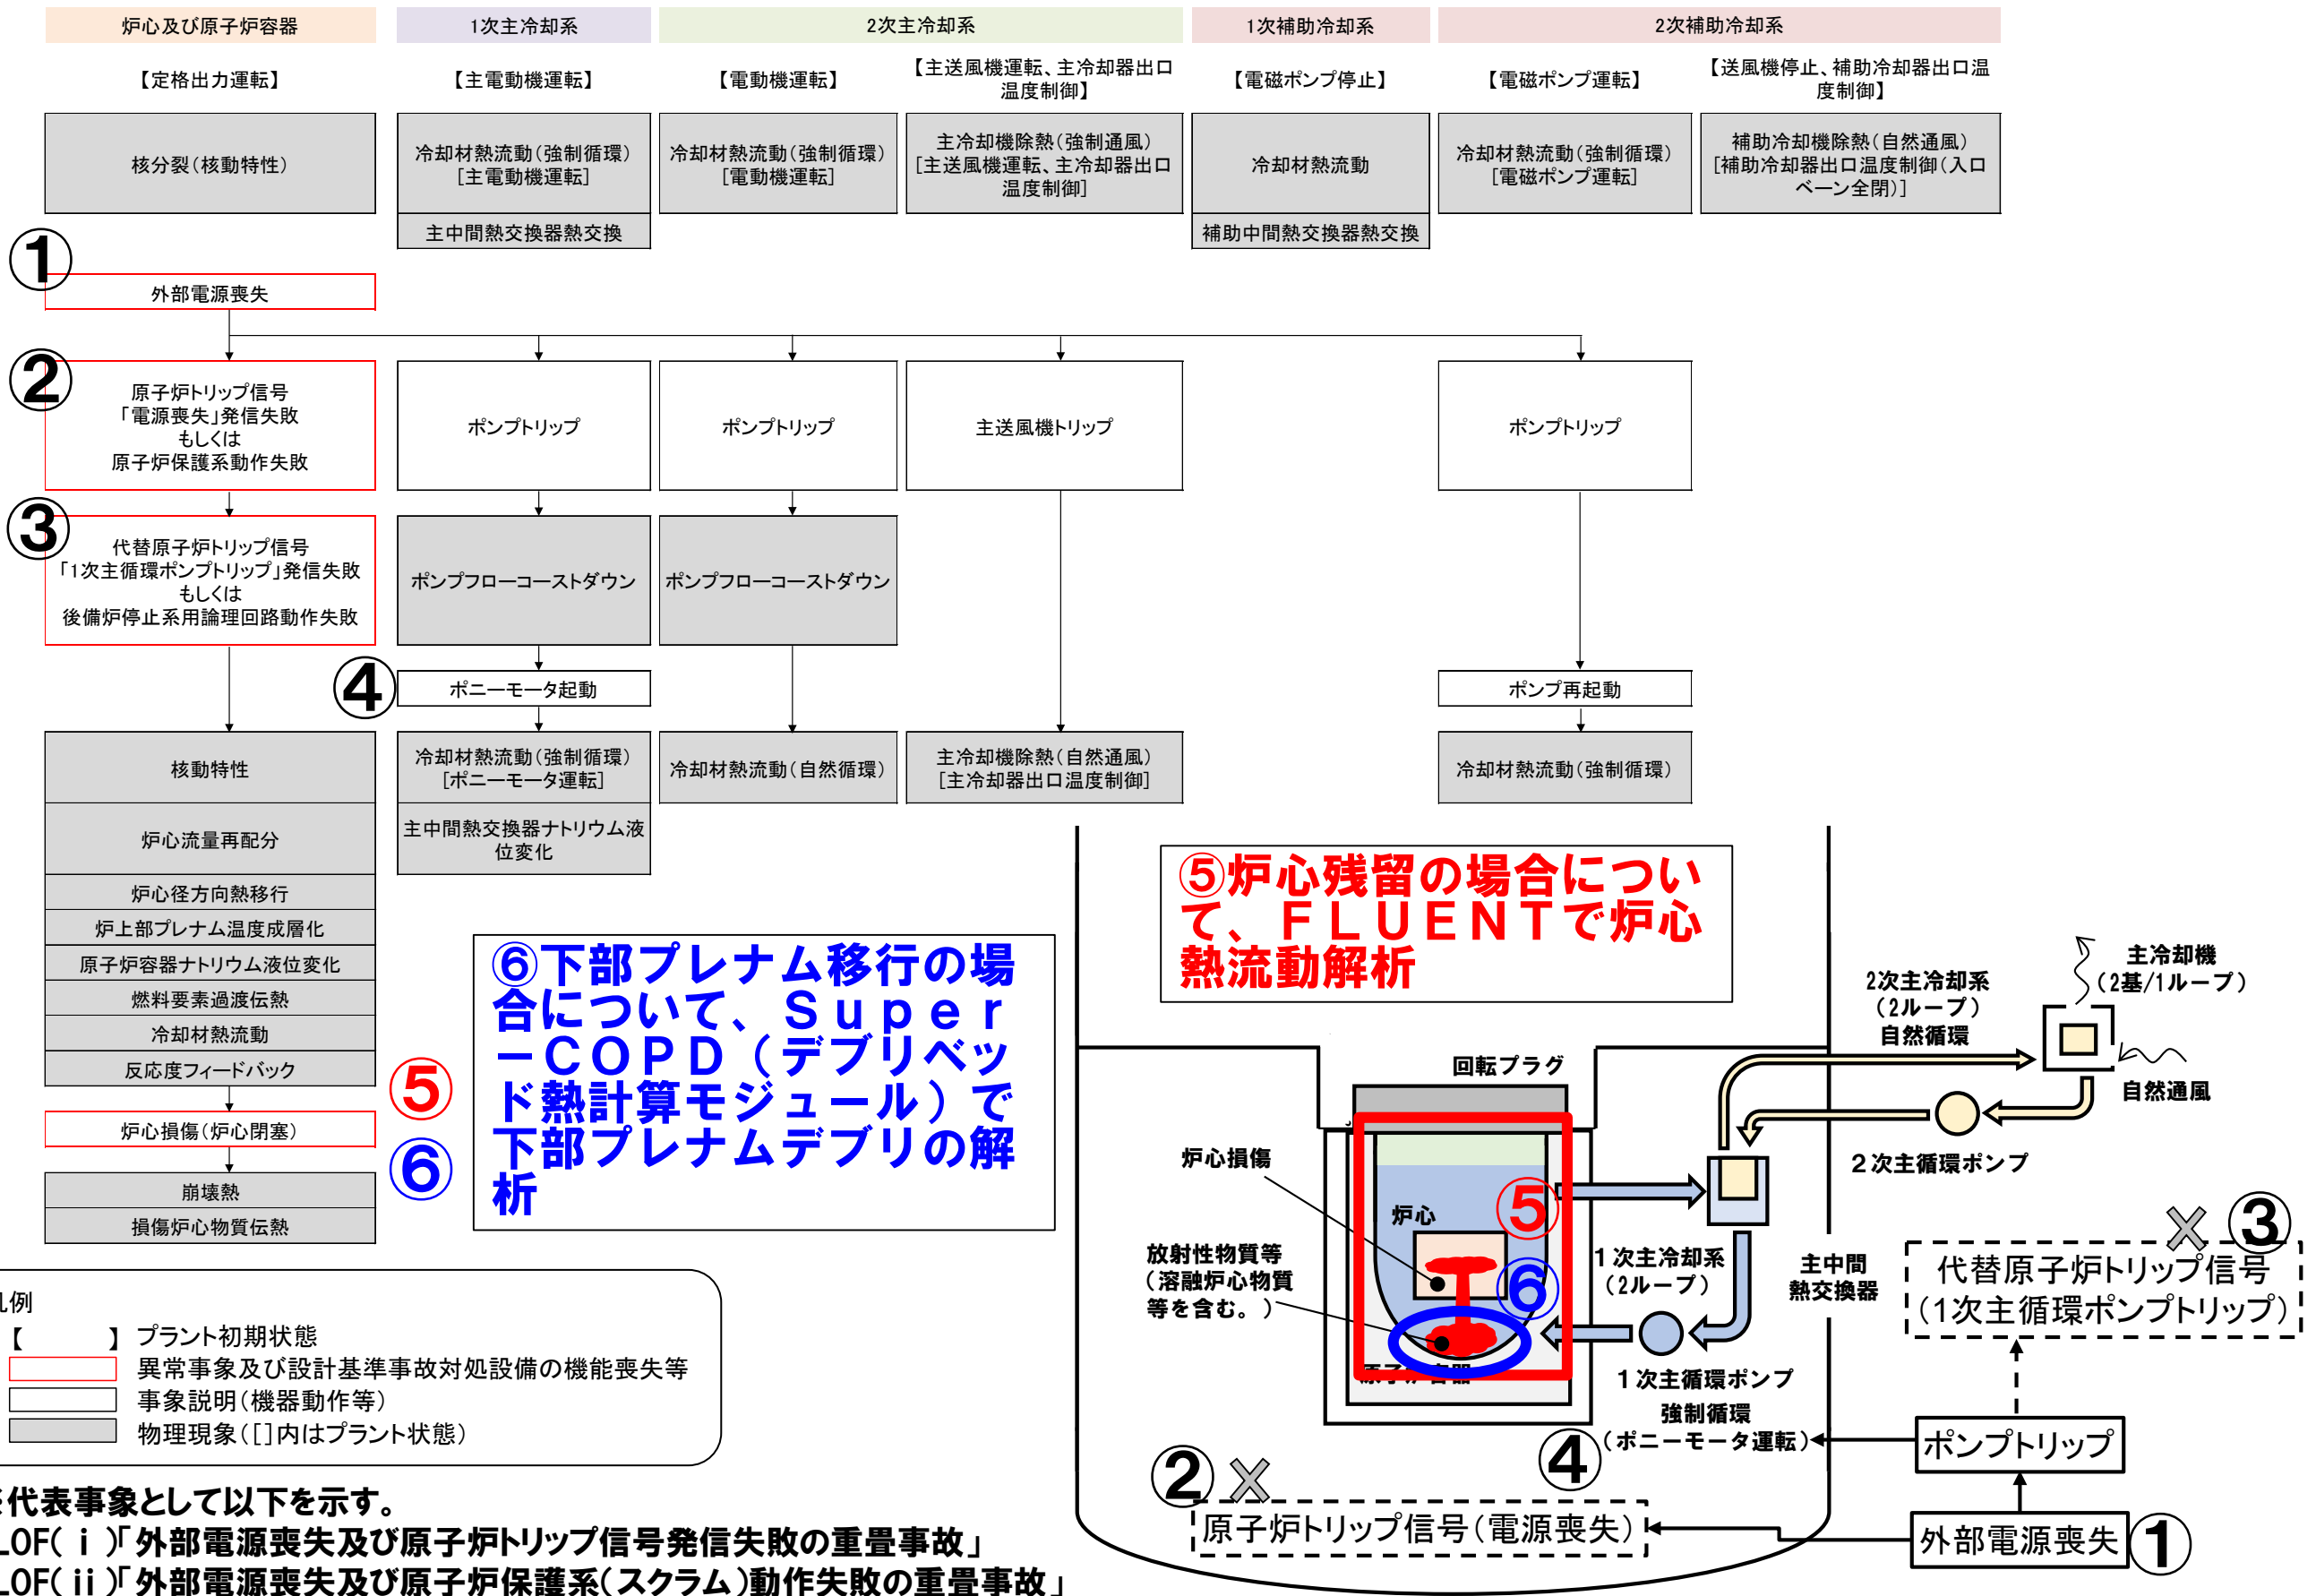 炉心及び原子炉容器
1次主冷却系
2次主冷却系
1次補助冷却系
2次補助冷却系
【定格出力運転】
【主電動機運転】
【電動機運転】
【主送風機運転、主冷却器出口
温度制御】
【電磁ポンプ停止】
【電磁ポンプ運転】
【送風機停止、補助冷却器出口温
度制御】
核分裂(核動特性)
冷却材熱流動(強制循環)
[主電動機運転]
冷却材熱流動(強制循環)
[電動機運転]
主冷却機除熱(強制通風)
[主送風機運転、主冷却器出口
温度制御]
冷却材熱流動
冷却材熱流動(強制循環)
[電磁ポンプ運転]
補助冷却機除熱(自然通風)
[補助冷却器出口温度制御(入口
ベーン全閉)]
主中間熱交換器熱交換
補助中間熱交換器熱交換
①
外部電源喪失
②
原子炉トリップ信号
「電源喪失」発信失敗
もしくは
原子炉保護系動作失敗
ポンプトリップ
ポンプトリップ
主送風機トリップ
ポンプトリップ
③
代替原子炉トリップ信号
「1次主循環ポンプトリップ」発信失敗
もしくは
後備炉停止系用論理回路動作失敗
ポンプフローコーストダウン
ポンプフローコーストダウン
④
ポニーモータ起動
ポンプ再起動
核動特性
冷却材熱流動(強制循環)
[ポニーモータ運転]
冷却材熱流動(自然循環)
主冷却機除熱(自然通風)
[主冷却器出口温度制御]
冷却材熱流動(強制循環)
炉心流量再配分
主中間熱交換器ナトリウム液
位変化
炉心径方向熱移行
炉上部プレナム温度成層化
原子炉容器ナトリウム液位変化
燃料要素過渡伝熱
冷却材熱流動
反応度フィードバック
⑤
炉心損傷(炉心閉塞)
⑥
崩壊熱
損傷炉心物質伝熱
⑥下部プレナム移行の場
合について、Ｓｕｐｅｒ
－ＣＯＰＤ（デブリベッ
ド熱計算モジュール）で
下部プレナムデブリの解
析
⑤炉心残留の場合につい
て、ＦＬＵＥＮＴで炉心
熱流動解析
主冷却機
（2基/1ループ）
2次主冷却系
（2ループ）
自然循環
自然通風
回転プラグ
２次主循環ポンプ
炉心損傷
炉心
⑤
放射性物質等
（溶融炉心物質
等を含む。）
⑥
１次主冷却系
（2ループ）
主中間
熱交換器
１次主循環ポンプ
強制循環
（ポニーモータ運転）
④
③
代替原子炉トリップ信号
(1次主循環ポンプトリップ)
ポンプトリップ
②
原子炉トリップ信号(電源喪失)
外部電源喪失
①
例
【　　】 プラント初期状態
異常事象及び設計基準事故対処設備の機能喪失等
事象説明(機器動作等)
物理現象([]内はプラント状態)
代表事象として以下を示す。
LOF(ⅰ)「外部電源喪失及び原子炉トリップ信号発信失敗の重畳事故」
LOF(ⅱ)「外部電源喪失及び原子炉保護系(スクラム)動作失敗の重畳事故」